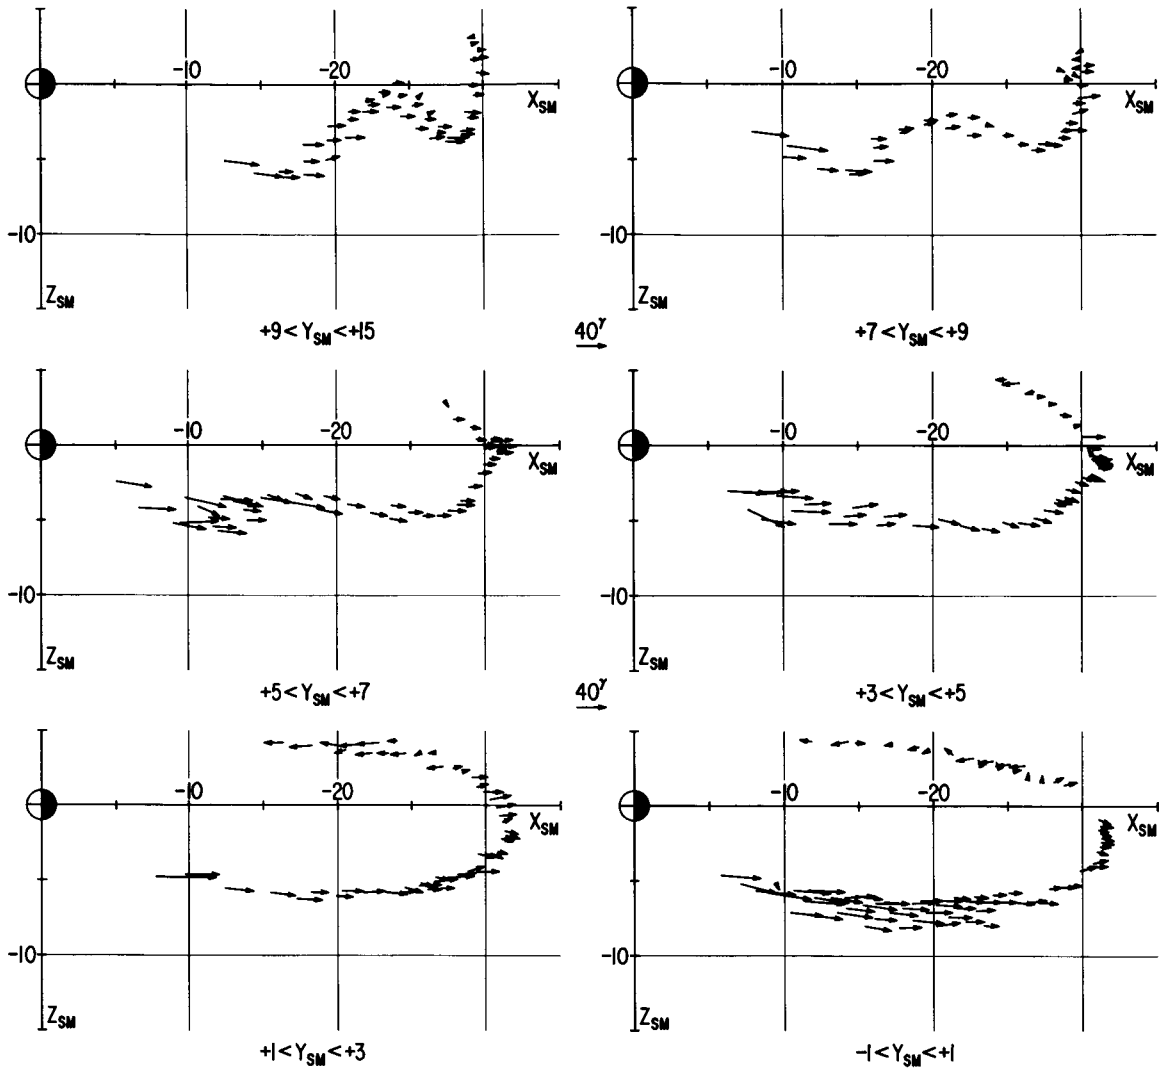 -10 -20 X_SM
-10
Z_SM
+9 < Y_SM < +15
-10 -20 X_SM
-10
Z_SM
+7 < Y_SM < +9
40^γ
-10 -20 X_SM
-10
Z_SM
+5 < Y_SM < +7
-10 -20 X_SM
-10
Z_SM
+3 < Y_SM < +5
40^γ
-10 -20 X_SM
-10
Z_SM
+1 < Y_SM < +3
-10 -20 X_SM
-10
Z_SM
-1 < Y_SM < +1